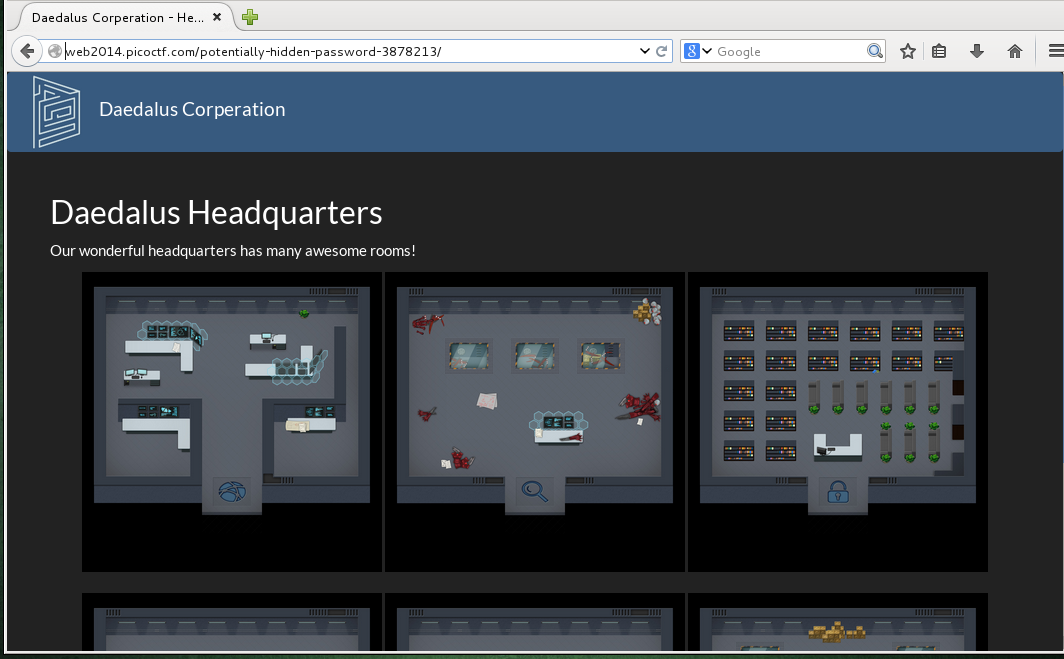 Daedalus Corperation - He...
web2014.picoctf.com/potentially-hidden-password-3878213/
8 Google
Daedalus Corperation
Daedalus Headquarters
Our wonderful headquarters has many awesome rooms!